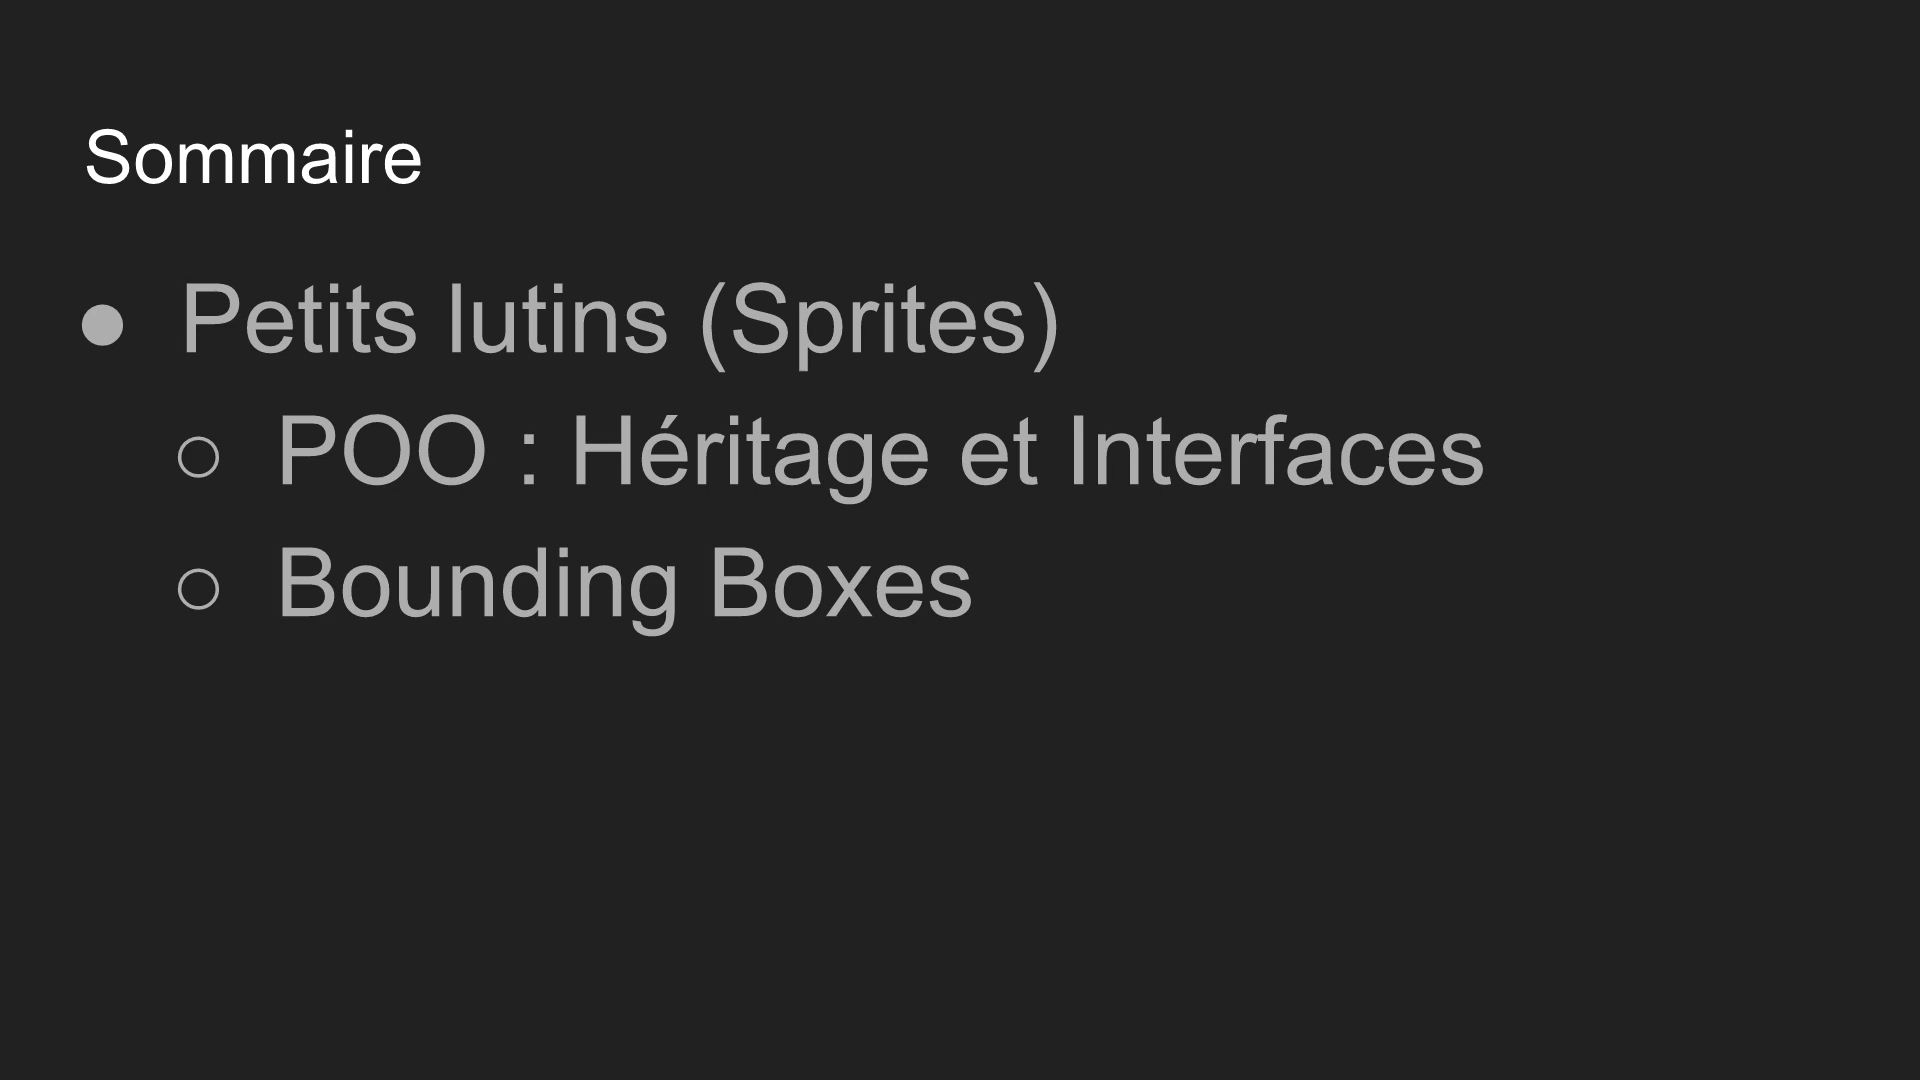 Sommaire
● Petits lutins (Sprites)
○ POO : Héritage et Interfaces
○ Bounding Boxes